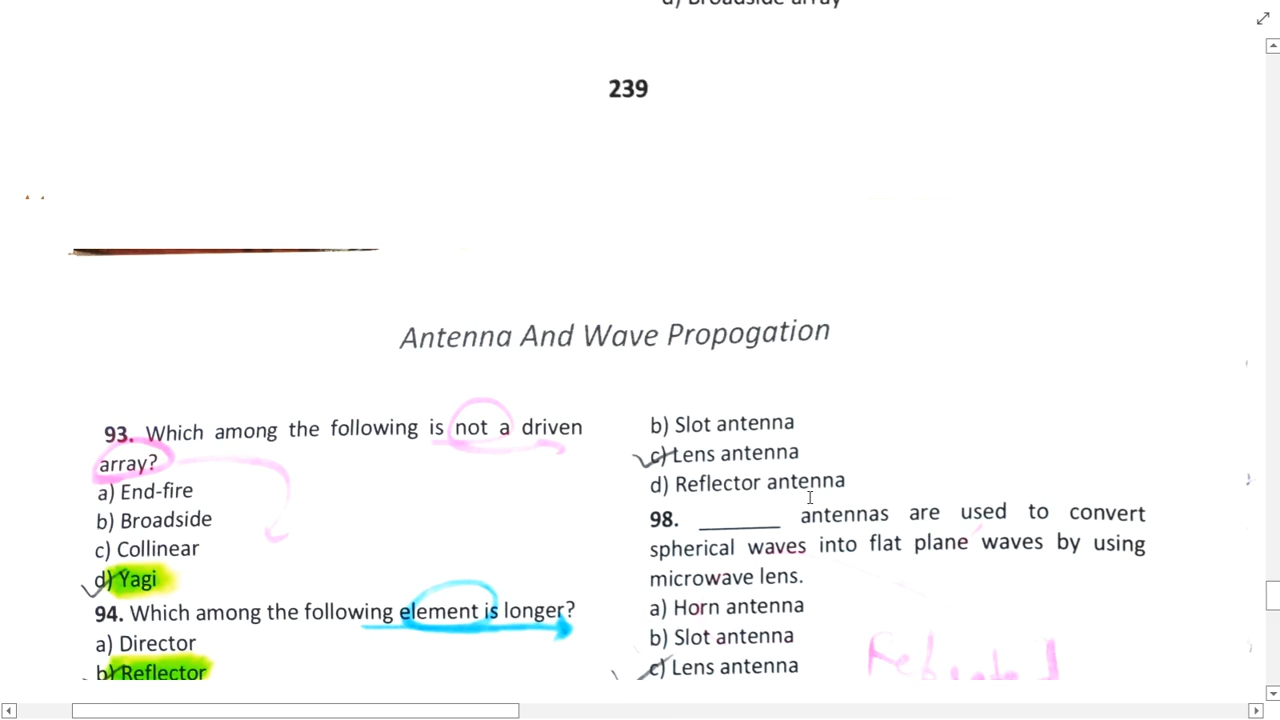 239
Antenna And Wave Propogation
93. Which among the following is not a driven
array?
a) End-fire
b) Broadside
c) Collinear
d) Yagi
94. Which among the following element is longer?
a) Director
b) Reflector
b) Slot antenna
c) Lens antenna
d) Reflector antenna
98. ________ antennas are used to convert
spherical waves into flat plane waves by using
microwave lens.
a) Horn antenna
b) Slot antenna
c) Lens antenna